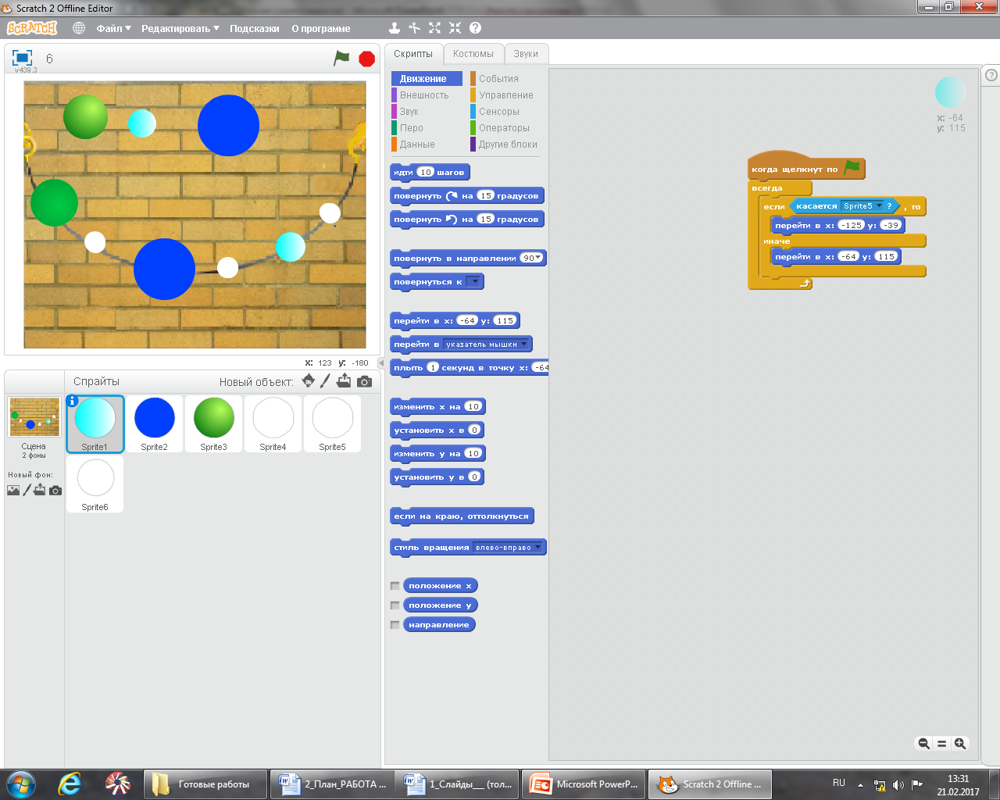 Scratch 2 Offline Editor
SCRATCH
Файл
Редактировать
Подсказки
О программе
6
v439.3
x: 123 y: -180
Спрайты
Новый объект:
Сцена
2 фоны
Новый фон:
Sprite1
Sprite2
Sprite3
Sprite4
Sprite5
Sprite6
Скрипты
Костюмы
Звуки
Движение
События
Внешность
Управление
Звук
Сенсоры
Перо
Операторы
Данные
Другие блоки
идти 10 шагов
повернуть на 15 градусов
повернуть на 15 градусов
повернуть в направлении 90
повернуться к
перейти в x: -64 y: 115
перейти в указатель мышки
плыть 1 секунд в точку x: -64
изменить x на 10
установить x в 0
изменить y на 10
установить y в 0
если на краю, оттолкнуться
стиль вращения влево-вправо
положение x
положение y
направление
x: -64
y: 115
когда щелкнут по
всегда
если касается Sprite5 ? , то
перейти в x: -125 y: -39
иначе
перейти в x: -64 y: 115
Готовые работы
2_План_РАБОТА ...
1_Слайды___ (тол...
Microsoft PowerP...
Scratch 2 Offline ...
RU
13:31
21.02.2017